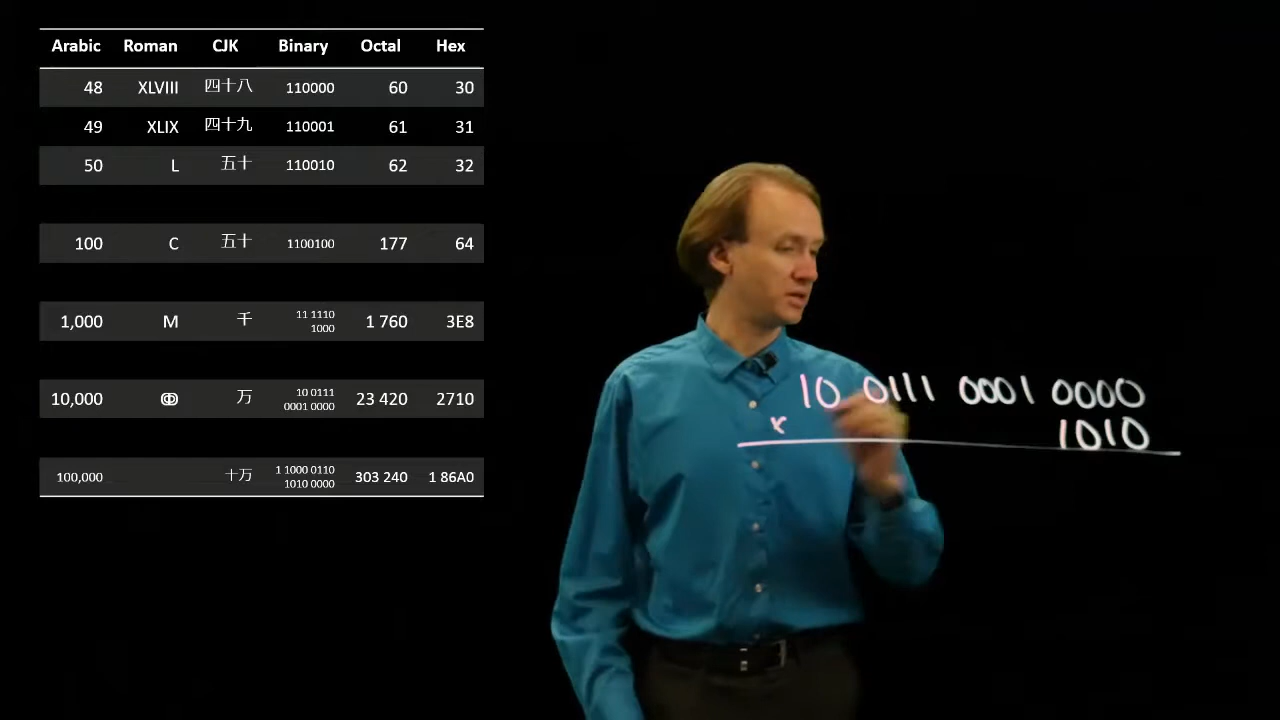 Arabic Roman CJK Binary Octal Hex
48 XLVIII 四十八 110000 60 30
49 XLIX 四十九 110001 61 31
50 L 五十 110010 62 32
100 C 五十 1100100 177 64
1,000 M 千 11 1110 1 760 3E8
1000
10,000 ↂ 万 10 0111 23 420 2710
0001 0000
100,000 十万 1 1000 0110 303 240 1 86A0
1010 0000
10 0111 0001 0000
x 1010